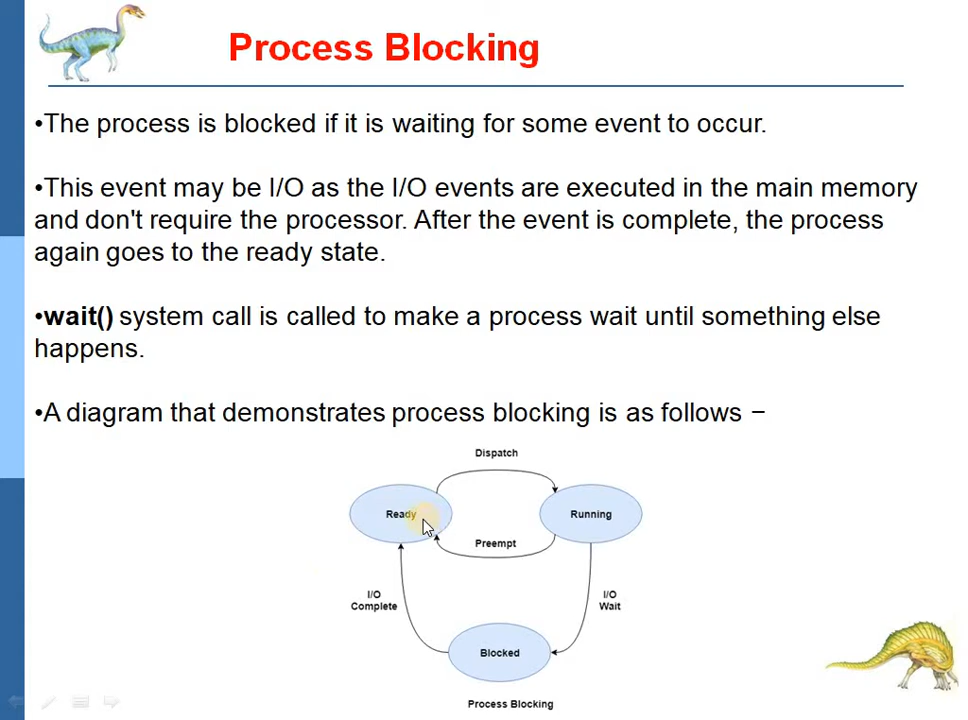 Process Blocking
•The process is blocked if it is waiting for some event to occur.
•This event may be I/O as the I/O events are executed in the main memory
and don't require the processor. After the event is complete, the process
again goes to the ready state.
•wait() system call is called to make a process wait until something else
happens.
•A diagram that demonstrates process blocking is as follows −
Dispatch
Ready
Running
Preempt
I/O
Complete
I/O
Wait
Blocked
Process Blocking